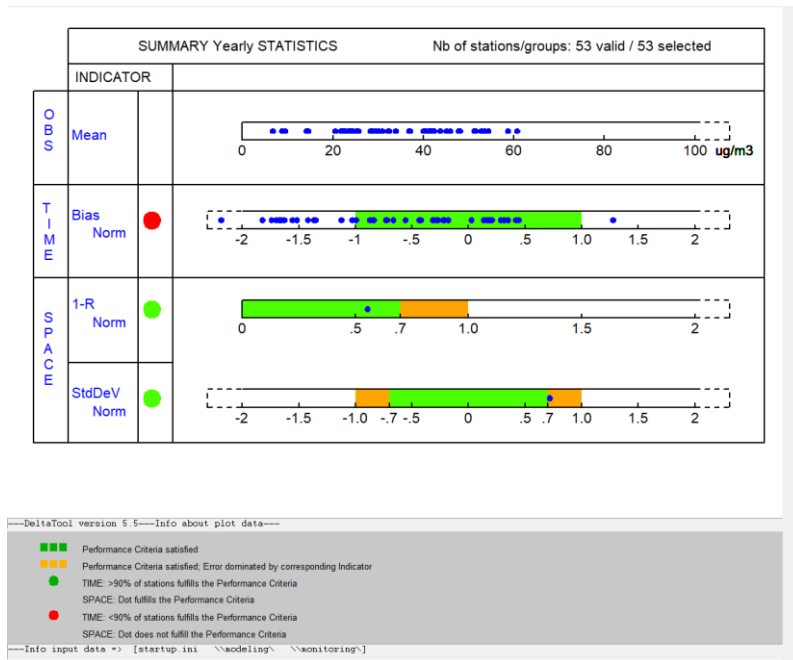 SUMMARY Yearly STATISTICS Nb of stations/groups: 53 valid / 53 selected
INDICATOR
OBS
Mean
0 20 40 60 80 100 ug/m3
TIME
Bias
Norm
-2 -1.5 -1 -.5 0 .5 1.0 1.5 2
SPACE
1-R
Norm
0 .5 .7 1.0 1.5 2
StdDeV
Norm
-2 -1.5 -1.0 -.7 -.5 0 .5 .7 1.0 1.5 2
---DeltaTool version 5.5---Info about plot data---
Performance Criteria satisfied
Performance Criteria satisfied; Error dominated by corresponding Indicator
TIME: >90% of stations fulfills the Performance Criteria
SPACE: Dot fulfills the Performance Criteria
TIME: <90% of stations fulfills the Performance Criteria
SPACE: Dot does not fulfill the Performance Criteria
---Info input data => [startup.ini \\modeling\ \\monitoring\]